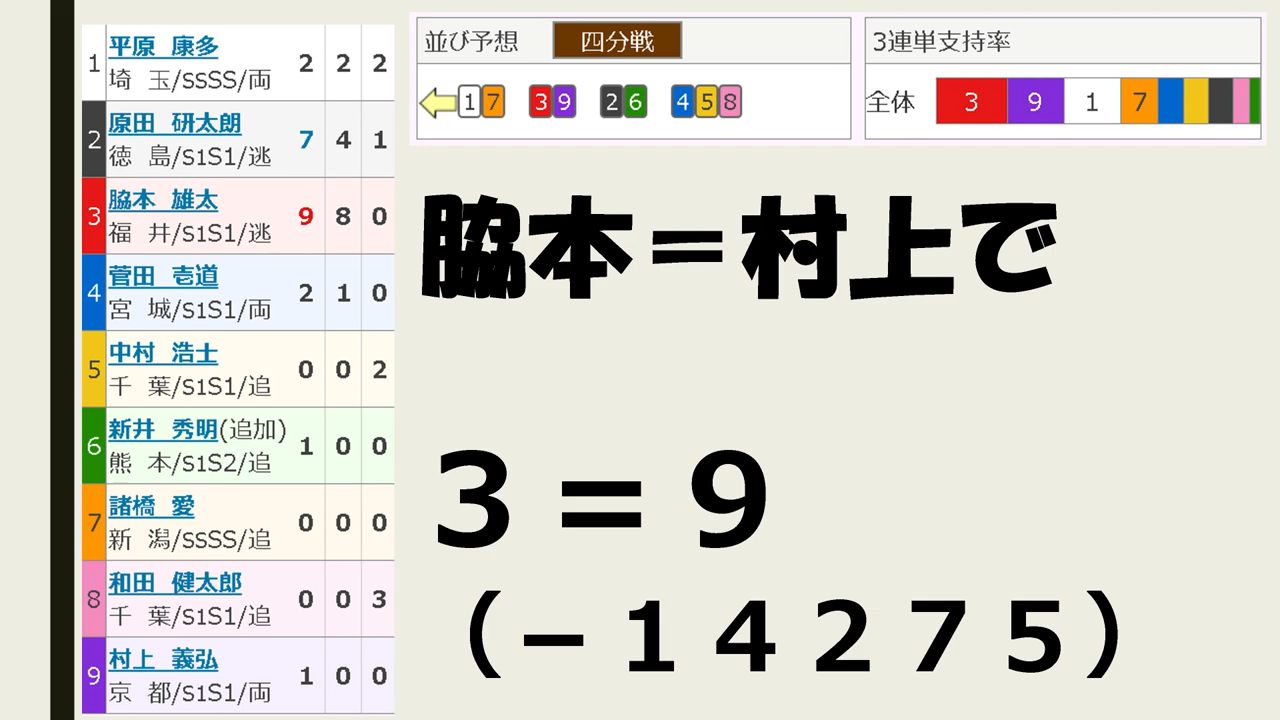 1 平原 康多 2 2 2
埼 玉/ssSS/両
2 原田 研太朗 7 4 1
徳 島/s1S1/逃
3 脇本 雄太 9 8 0
福 井/s1S1/逃
4 菅田 壱道 2 1 0
宮 城/s1S1/両
5 中村 浩士 0 0 2
千 葉/s1S1/追
6 新井 秀明(追加) 1 0 0
熊 本/s1S2/追
7 諸橋 愛 0 0 0
新 潟/ssSS/追
8 和田 健太郎 0 0 3
千 葉/s1S1/追
9 村上 義弘 1 0 0
京 都/s1S1/両
並び予想 四分戦
1 7 3 9 2 6 4 5 8
3連単支持率
全体 3 9 1 7
脇本=村上で
3=9
(−14275)